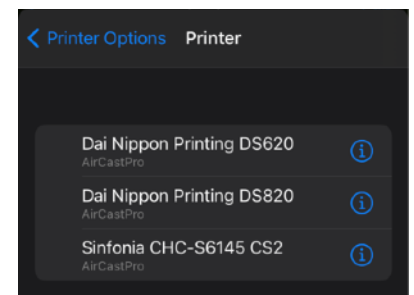 Printer Options Printer
Dai Nippon Printing DS620
AirCastPro
Dai Nippon Printing DS820
AirCastPro
Sinfonia CHC-S6145 CS2
AirCastPro